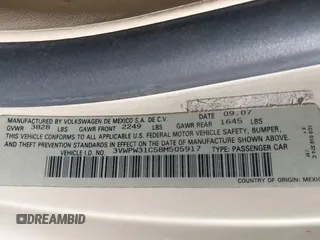 MANUFACTURED BY VOLKSWAGEN DE MEXICO S.A. DE C.V. DATE 09.07
GVWR 3828 LBS GAWR FRONT 2249 LBS GAWR REAR 1645 LBS
THIS VEHICLE CONFORMS TO ALL APPLICABLE U.S. FEDERAL MOTOR VEHICLE SAFETY, BUMPER,
AND THEFT PREVENTION STANDARDS IN EFFECT ON THE DATE OF MANUFACTURE SHOWN ABOVE.
VEHICLE I.D. NO. 3VWPW31C58M505917 TYPE: PASSENGER CAR
COUNTRY OF ORIGIN: MEXICO
DREAMBID